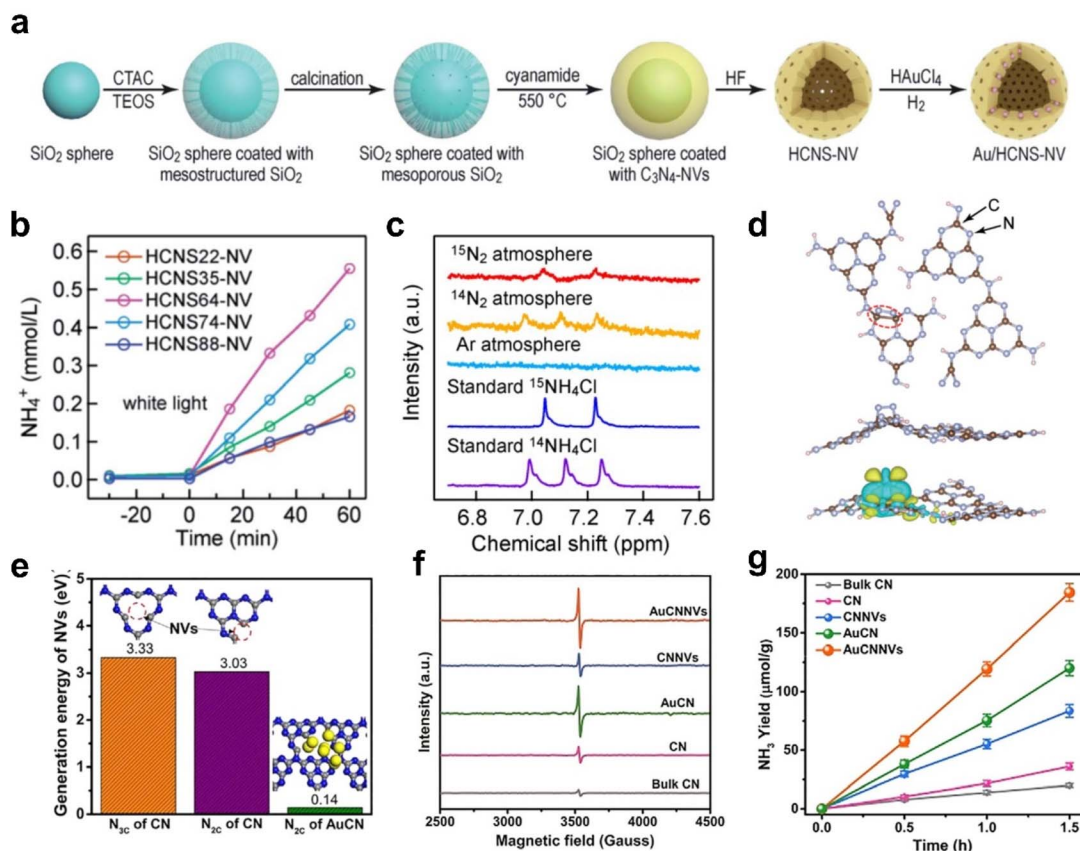 a
CTAC
TEOS
calcination
cyanamide
550 °C
HF
HAuCl₄
H₂
SiO₂ sphere
SiO₂ sphere coated with
mesostructured SiO₂
SiO₂ sphere coated with
mesoporous SiO₂
SiO₂ sphere coated
with C₃N₄-NVs
HCNS-NV
Au/HCNS-NV
b
NH₄⁺ (mmol/L)
0.6
0.5
0.4
0.3
0.2
0.1
0.0
HCNS22-NV
HCNS35-NV
HCNS64-NV
HCNS74-NV
HCNS88-NV
white light
-20
0
20
40
60
Time (min)
c
Intensity (a.u.)
¹⁵N₂ atmosphere
¹⁴N₂ atmosphere
Ar atmosphere
Standard ¹⁵NH₄Cl
Standard ¹⁴NH₄Cl
6.8
7.0
7.2
7.4
7.6
Chemical shift (ppm)
d
C
N
e
Generation energy of NVs (eV)
5
4
3
2
1
0
NVs
3.33
3.03
0.14
N₃C of CN
N₂C of CN
N₂C of AuCN
f
Intensity (a.u.)
AuCNNVs
CNNVs
AuCN
CN
Bulk CN
2500
3000
3500
4000
4500
Magnetic field (Gauss)
g
NH₃ Yield (μmol/g)
200
150
100
50
0
Bulk CN
CN
CNNVs
AuCN
AuCNNVs
0.0
0.5
1.0
1.5
Time (h)